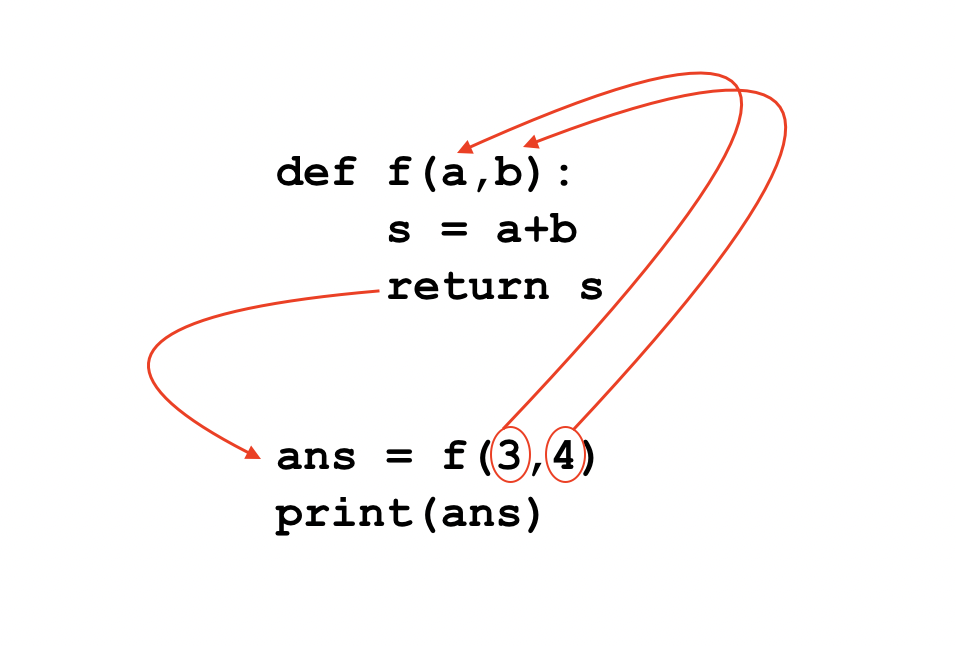 def f(a,b):
    s = a+b
    return s
ans = f(3,4)
print(ans)